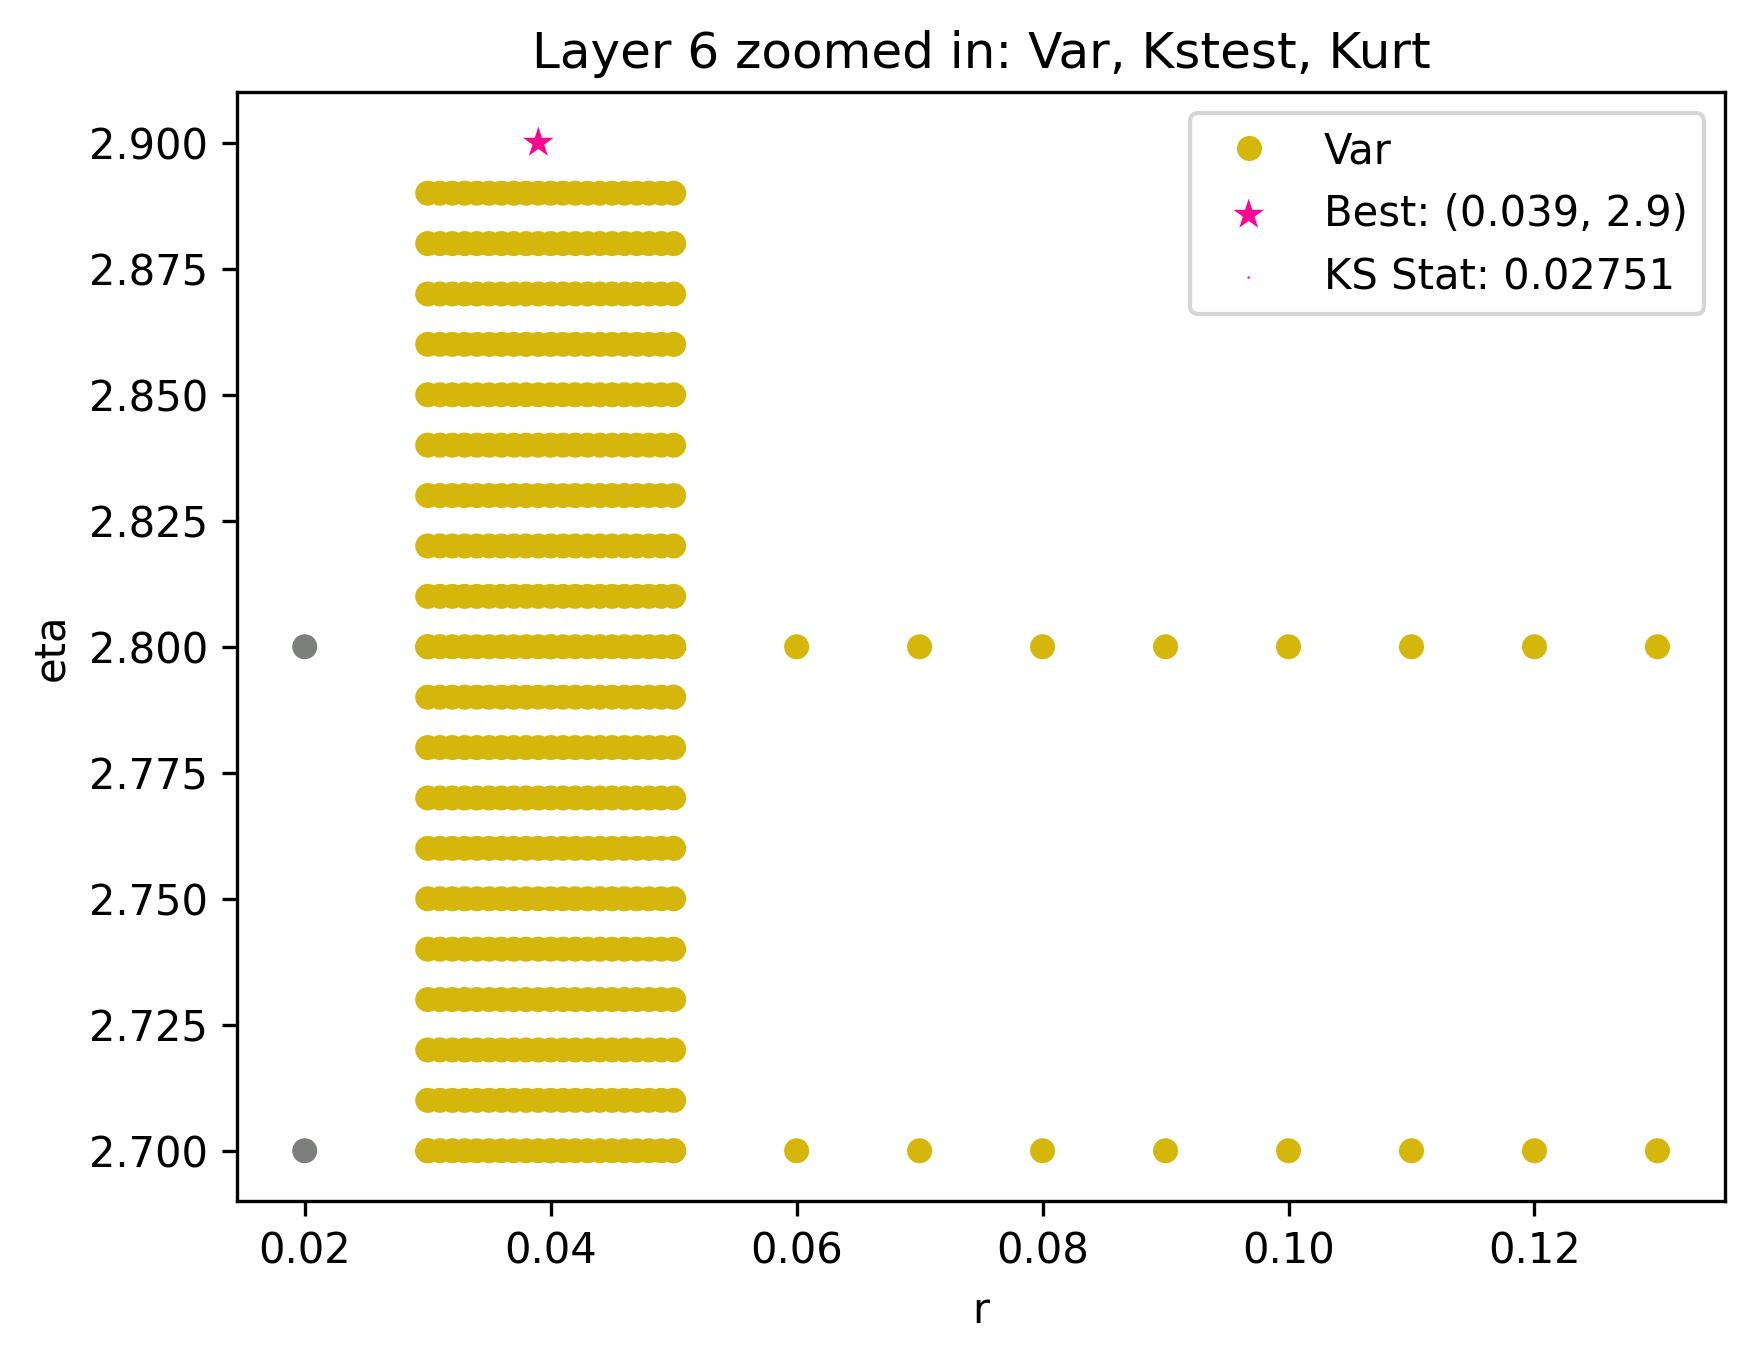 Layer 6 zoomed in: Var, Kstest, Kurt
Var
Best: (0.039, 2.9)
KS Stat: 0.02751
eta
2.900
2.875
2.850
2.825
2.800
2.775
2.750
2.725
2.700
0.02 0.04 0.06 0.08 0.10 0.12
r